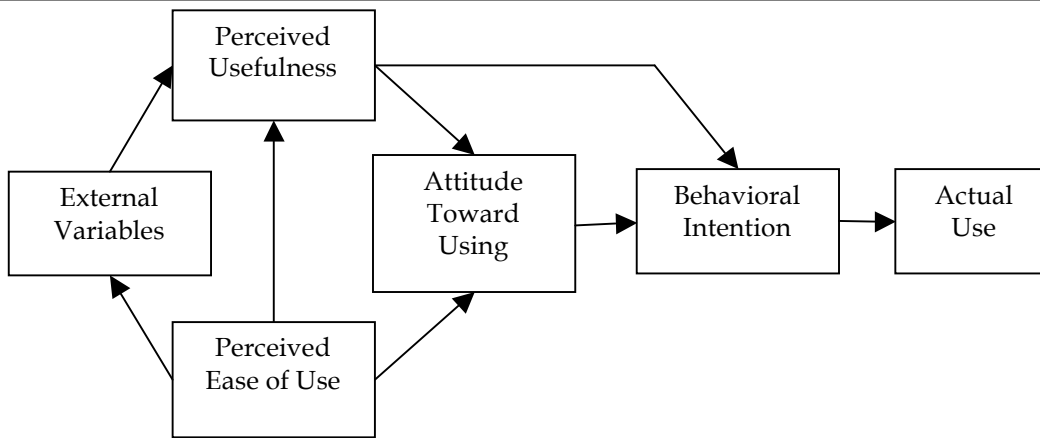 Perceived
Usefulness
External
Variables
Attitude
Toward
Using
Behavioral
Intention
Actual
Use
Perceived
Ease of Use